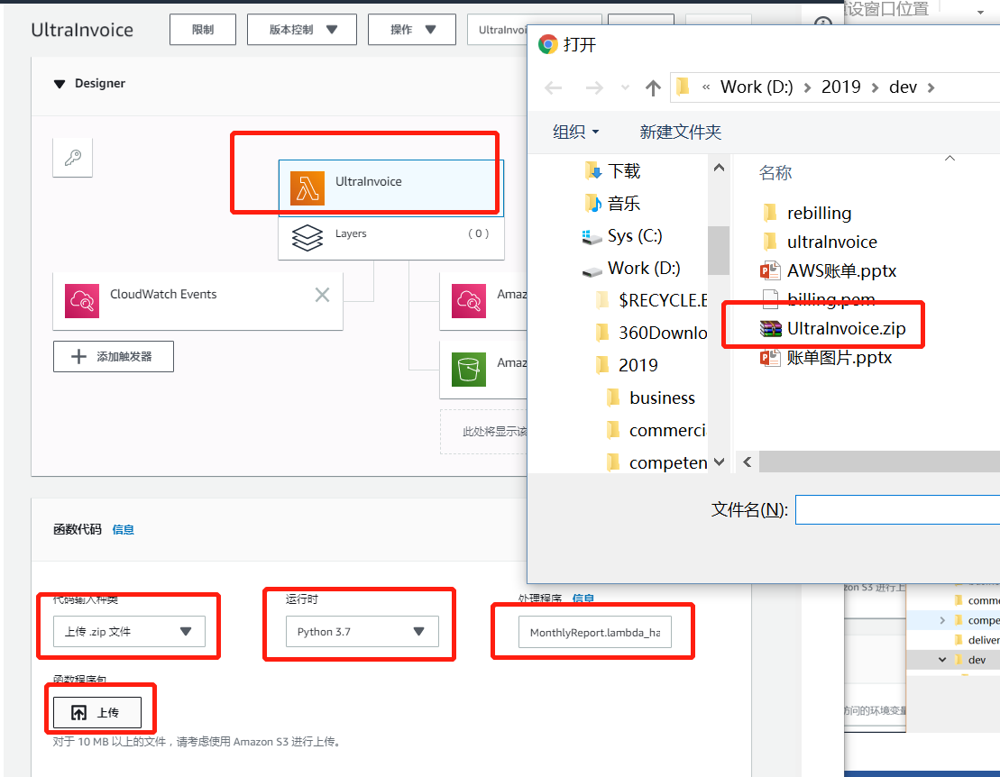 UltraInvoice
限制
版本控制
操作
UltraInvoi
Designer
UltraInvoice
Layers
( 0 )
CloudWatch Events
添加触发器
Amaz
Amaz
此处将显示该
函数代码 信息
代码输入种类
上传 .zip 文件
运行时
Python 3.7
处理程序 信息
MonthlyReport.lambda_ha
函数程序包
上传
对于 10 MB 以上的文件，请考虑使用 Amazon S3 进行上传。
设窗口位置
打开
« Work (D:) > 2019 > dev >
组织
新建文件夹
下载
音乐
Sys (C:)
Work (D:)
$RECYCLE.E
360Downlo
2019
business
commerci
competen
名称
rebilling
ultraInvoice
AWS账单.pptx
billing.pem
UltraInvoice.zip
账单图片.pptx
文件名(N):
zon S3 进行上
comme
compe
deliver
dev
访问的环境变量